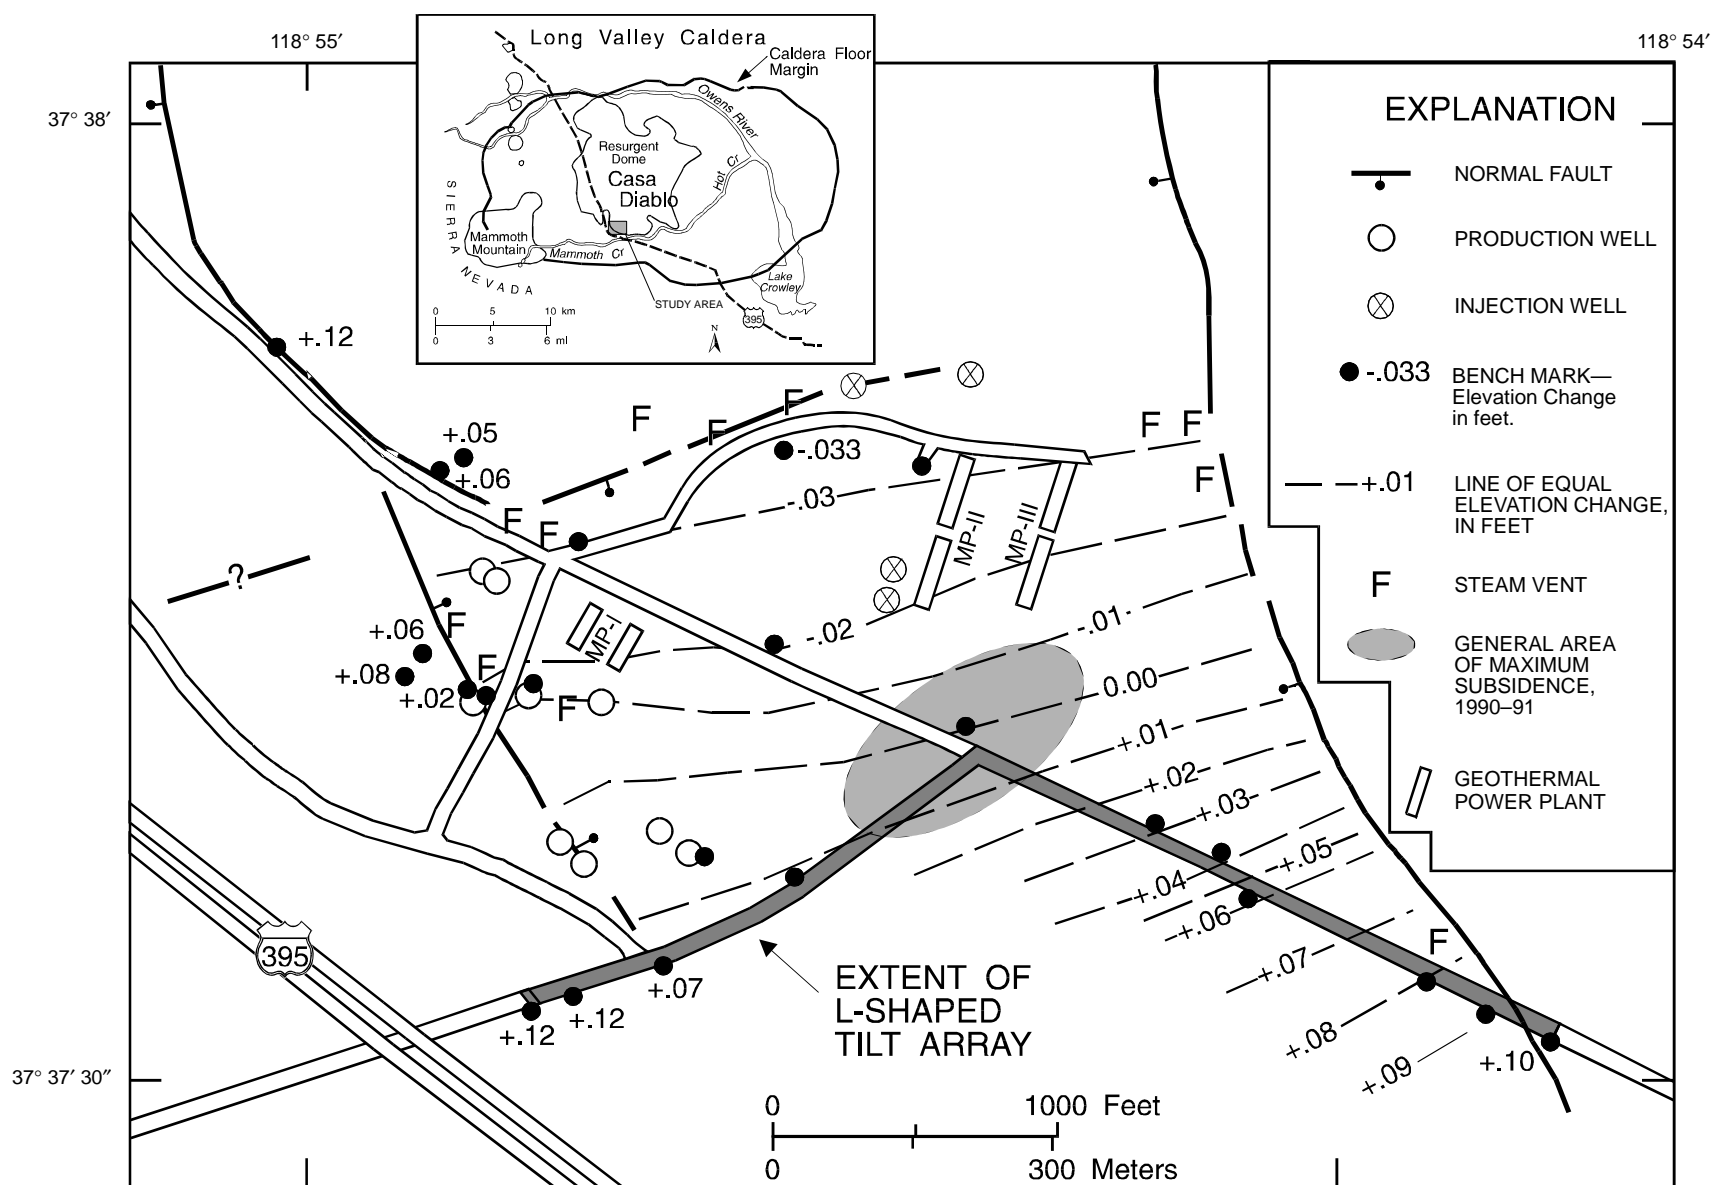 118° 55′
118° 54′
37° 38′
37° 37′ 30″
Long Valley Caldera
Caldera Floor
Margin
Owens River
Resurgent
Dome
Casa
Diablo
Hot Cr
SIERRA NEVADA
Mammoth
Mountain
Mammoth Cr
Lake
Crowley
STUDY AREA
395
N
0 5 10 km
0 3 6 mI
EXPLANATION
NORMAL FAULT
PRODUCTION WELL
INJECTION WELL
-.033 BENCH MARK—
Elevation Change
in feet.
+.01 LINE OF EQUAL
ELEVATION CHANGE,
IN FEET
F STEAM VENT
GENERAL AREA
OF MAXIMUM
SUBSIDENCE,
1990–91
GEOTHERMAL
POWER PLANT
+.12
+.05
+.06
F
F
F
F F
F
-.033
-.03
F
F
MP-II
MP-III
?
F
+.06
+.08
+.02
F
F
MP-I
-.02
-.01
0.00
+.01
+.02
+.03
+.04
+.05
+.06
+.07
+.08
+.09
+.10
F
395
+.07
+.12
+.12
EXTENT OF
L-SHAPED
TILT ARRAY
0 1000 Feet
0 300 Meters